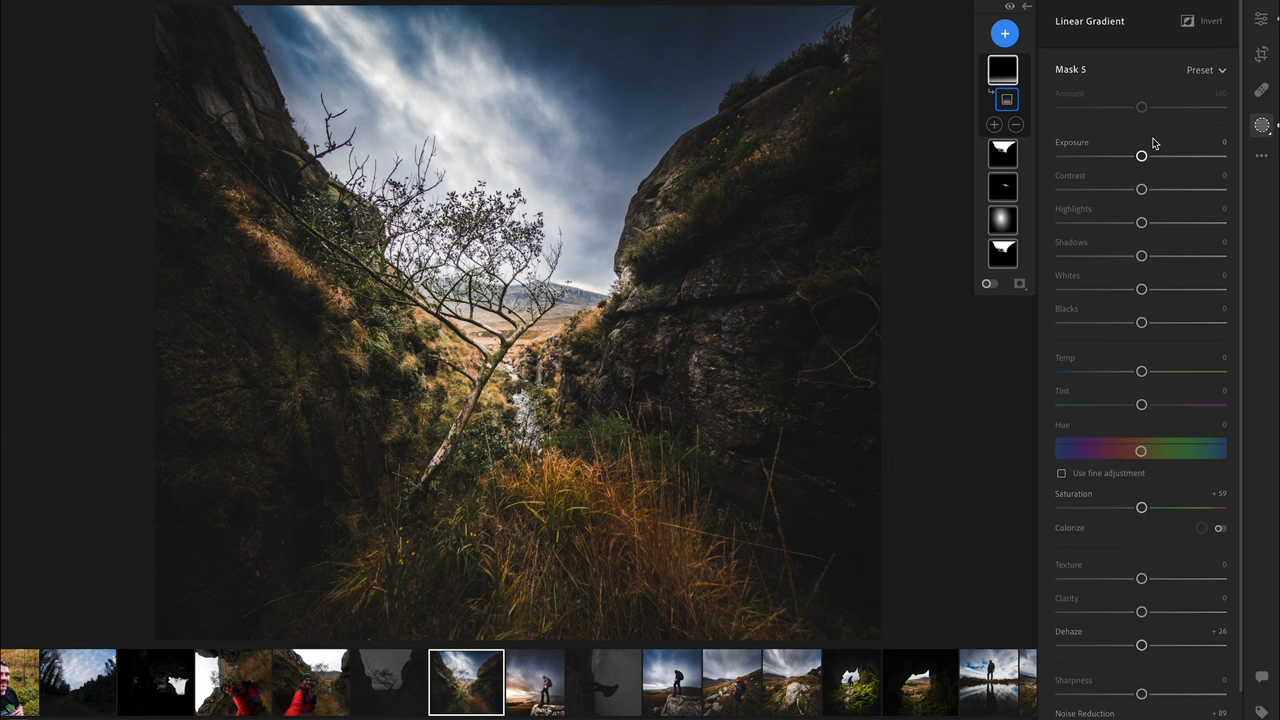 Linear Gradient Invert
Mask 5 Preset
Amount 100
Exposure 0
Contrast 0
Highlights 0
Shadows 0
Whites 0
Blacks 0
Temp 0
Tint 0
Hue 0
Use fine adjustment
Saturation + 59
Colorize
Texture 0
Clarity 0
Dehaze + 26
Sharpness 0
Noise Reduction + 89